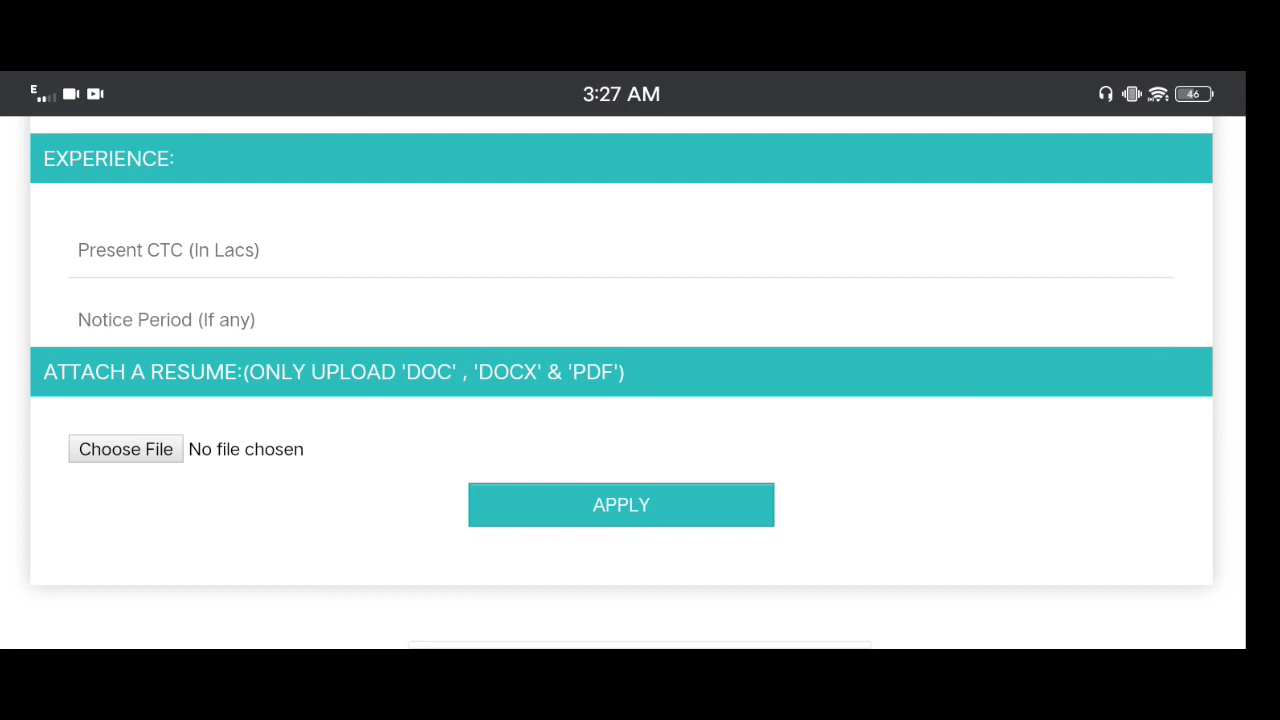 E 3:27 AM 46
EXPERIENCE:
Present CTC (In Lacs)
Notice Period (If any)
ATTACH A RESUME:(ONLY UPLOAD 'DOC' , 'DOCX' & 'PDF')
Choose File No file chosen
APPLY